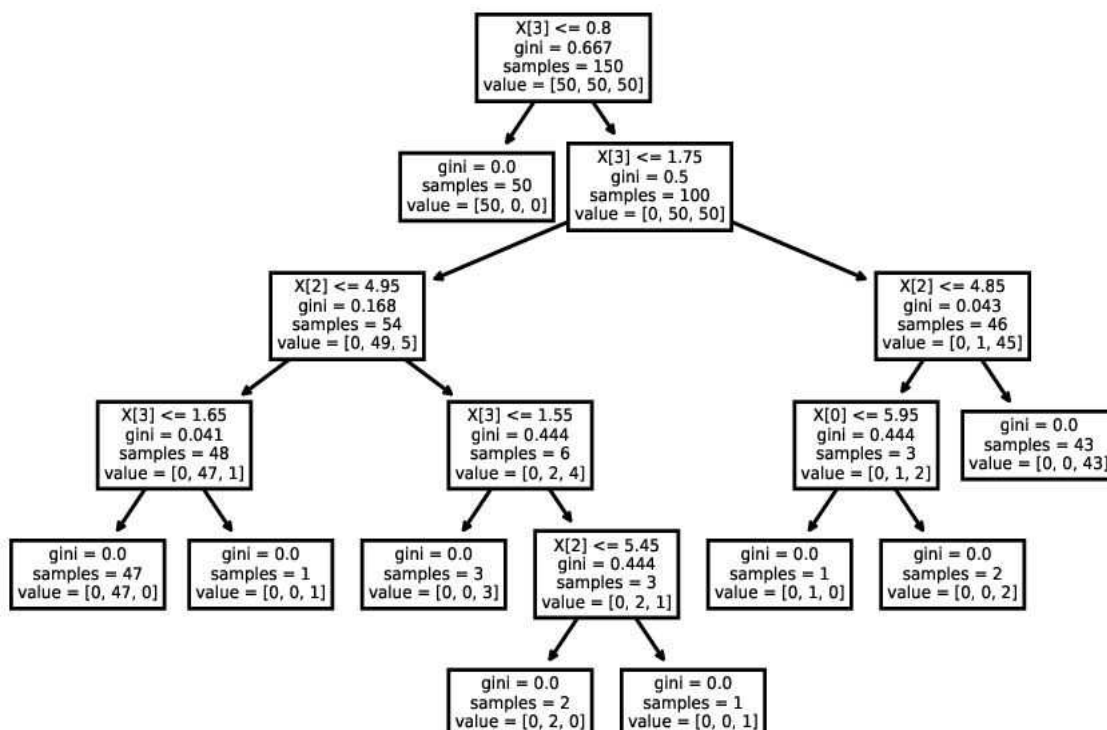 X[3] <= 0.8
gini = 0.667
samples = 150
value = [50, 50, 50]
gini = 0.0
samples = 50
value = [50, 0, 0]
X[3] <= 1.75
gini = 0.5
samples = 100
value = [0, 50, 50]
X[2] <= 4.95
gini = 0.168
samples = 54
value = [0, 49, 5]
X[2] <= 4.85
gini = 0.043
samples = 46
value = [0, 1, 45]
X[3] <= 1.65
gini = 0.041
samples = 48
value = [0, 47, 1]
X[3] <= 1.55
gini = 0.444
samples = 6
value = [0, 2, 4]
X[0] <= 5.95
gini = 0.444
samples = 3
value = [0, 1, 2]
gini = 0.0
samples = 43
value = [0, 0, 43]
gini = 0.0
samples = 47
value = [0, 47, 0]
gini = 0.0
samples = 1
value = [0, 0, 1]
gini = 0.0
samples = 3
value = [0, 0, 3]
X[2] <= 5.45
gini = 0.444
samples = 3
value = [0, 2, 1]
gini = 0.0
samples = 1
value = [0, 1, 0]
gini = 0.0
samples = 2
value = [0, 0, 2]
gini = 0.0
samples = 2
value = [0, 2, 0]
gini = 0.0
samples = 1
value = [0, 0, 1]